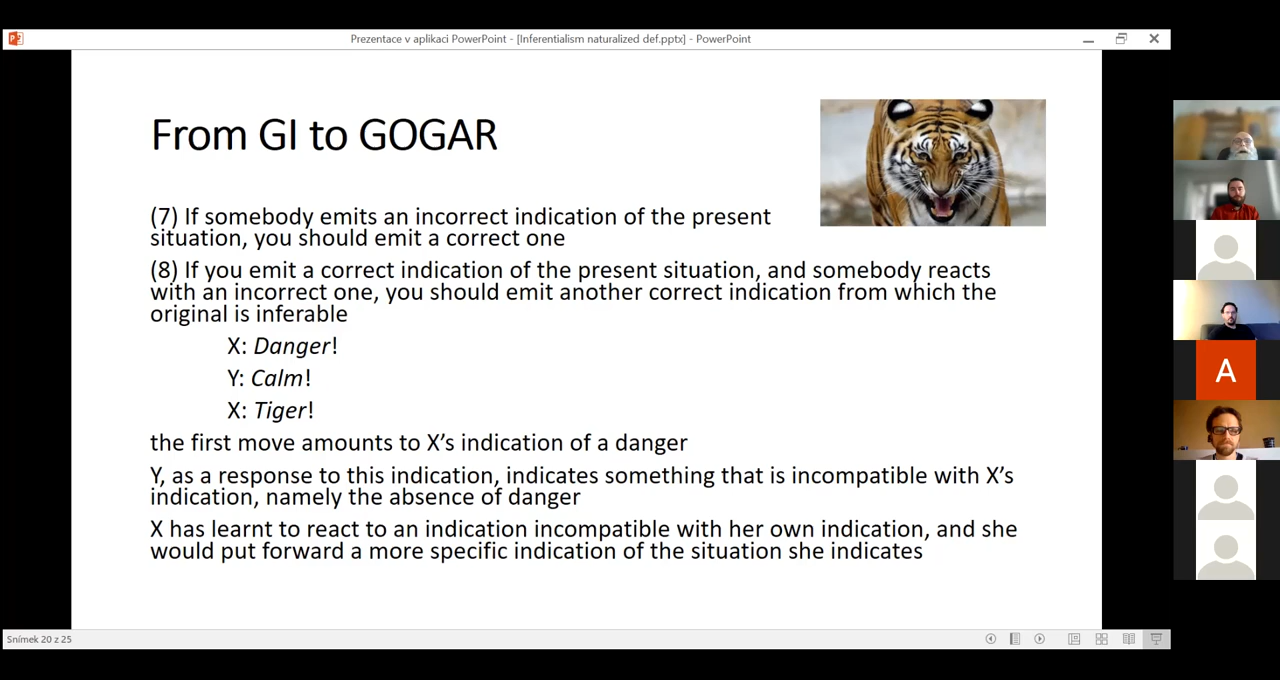 Prezentace v aplikaci PowerPoint - [Inferentialism naturalized def.pptx] - PowerPoint
From GI to GOGAR
(7) If somebody emits an incorrect indication of the present
situation, you should emit a correct one
(8) If you emit a correct indication of the present situation, and somebody reacts
with an incorrect one, you should emit another correct indication from which the
original is inferable
X: Danger!
Y: Calm!
X: Tiger!
the first move amounts to X’s indication of a danger
Y, as a response to this indication, indicates something that is incompatible with X’s
indication, namely the absence of danger
X has learnt to react to an indication incompatible with her own indication, and she
would put forward a more specific indication of the situation she indicates
A
Snímek 20 z 25